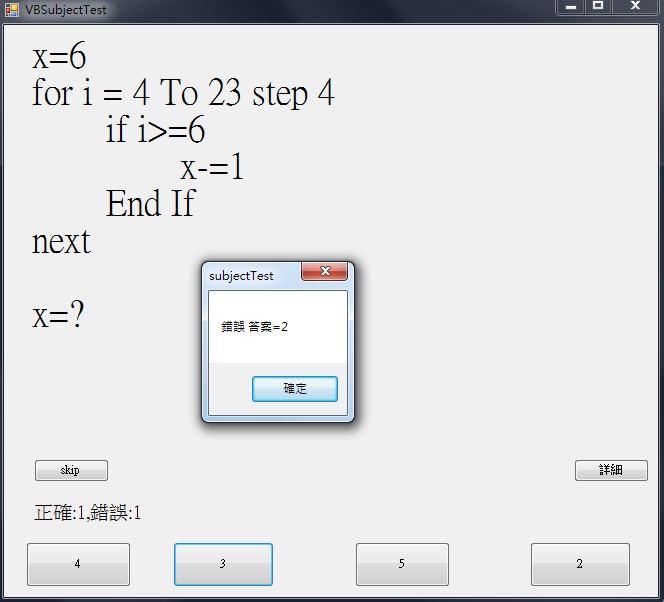 VBSubjectTest
x=6
for i = 4 To 23 step 4
if i>=6
x-=1
End If
next
x=?
subjectTest
錯誤 答案=2
確定
skip
詳細
正確:1,錯誤:1
4
3
5
2